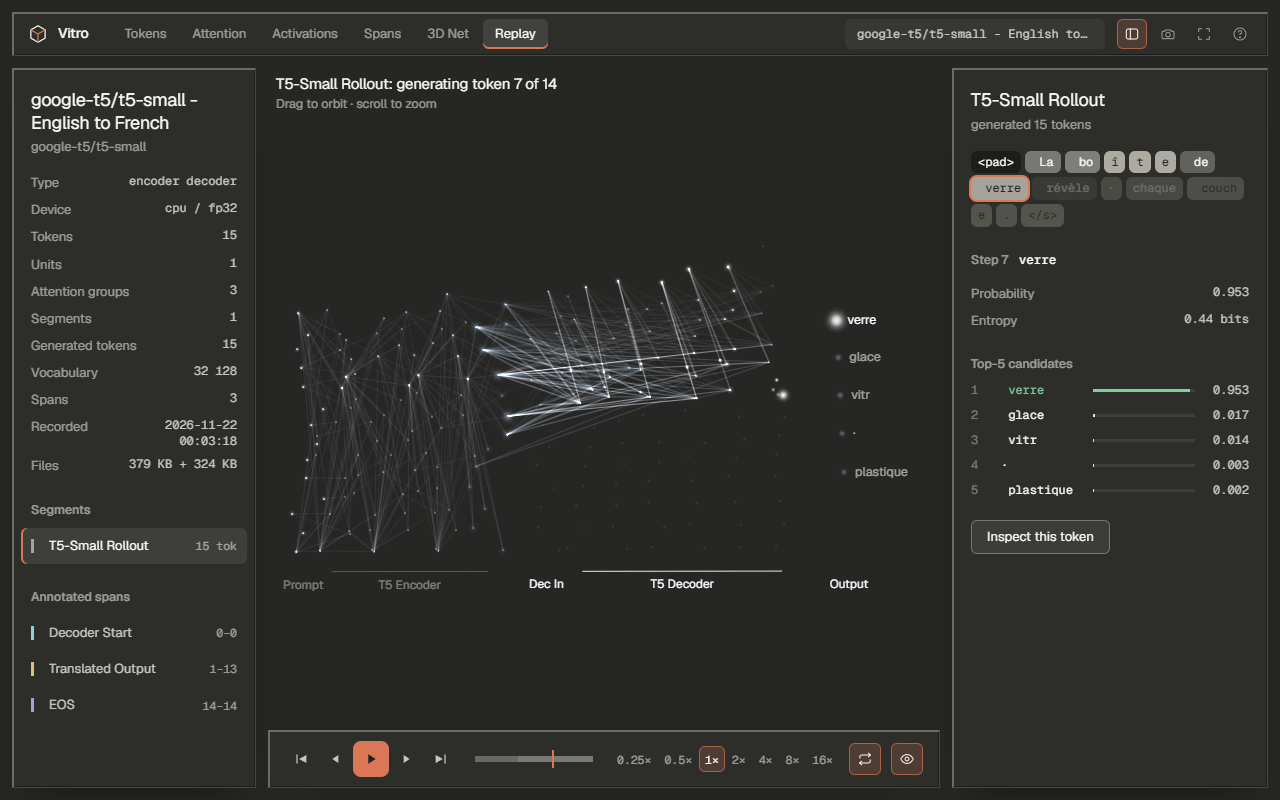 Vitro
Tokens
Attention
Activations
Spans
3D Net
Replay
google-t5/t5-small - English to…
google-t5/t5-small -
English to French
google-t5/t5-small
Type encoder decoder
Device cpu / fp32
Tokens 15
Units 1
Attention groups 3
Segments 1
Generated tokens 15
Vocabulary 32 128
Spans 3
Recorded 2026-11-22
00:03:18
Files 379 KB + 324 KB
Segments
T5-Small Rollout 15 tok
Annotated spans
Decoder Start 0-0
Translated Output 1-13
EOS 14-14
T5-Small Rollout: generating token 7 of 14
Drag to orbit · scroll to zoom
verre
glace
vitr
-
plastique
Prompt
T5 Encoder
Dec In
T5 Decoder
Output
0.25× 0.5× 1× 2× 4× 8× 16×
T5-Small Rollout
generated 15 tokens
<pad> La bo î t e de
verre révèle · chaque couch
e . </s>
Step 7 verre
Probability 0.953
Entropy 0.44 bits
Top-5 candidates
1 verre 0.953
2 glace 0.017
3 vitr 0.014
4 · 0.003
5 plastique 0.002
Inspect this token